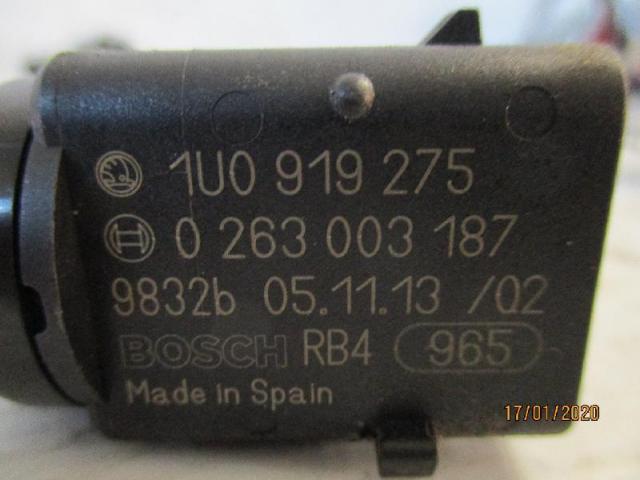 1U0 919 275
0 263 003 187
9832b 05.11.13 /Q2
BOSCH RB4 965
Made in Spain
17/01/2020